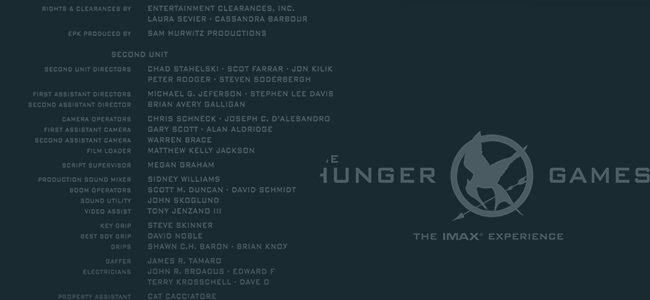 RIGHTS & CLEARANCES BY ENTERTAINMENT CLEARANCES, INC.
LAURA SEVIER · CASSANDRA BARBOUR
EPK PRODUCED BY SAM HURWITZ PRODUCTIONS
SECOND UNIT
SECOND UNIT DIRECTORS CHAD STAHELSKI · SCOT FARRAR · JON KILIK
PETER RODGER · STEVEN SODERBERGH
FIRST ASSISTANT DIRECTORS MICHAEL G. JEFERSON · STEPHEN LEE DAVIS
SECOND ASSISTANT DIRECTOR BRIAN AVERY GALLIGAN
CAMERA OPERATORS CHRIS SCHNECK · JOSEPH C. D'ALESSANDRO
FIRST ASSISTANT CAMERA GARY SCOTT · ALAN ALDRIDGE
SECOND ASSISTANT CAMERA WARREN BRACE
FILM LOADER MATTHEW KELLY JACKSON
SCRIPT SUPERVISOR MEGAN GRAHAM
PRODUCTION SOUND MIXER SIDNEY WILLIAMS
BOOM OPERATORS SCOTT M. DUNCAN · DAVID SCHMIDT
SOUND UTILITY JOHN SKOGLUND
VIDEO ASSIST TONY JENZANO III
KEY GRIP STEVE SKINNER
BEST BOY GRIP DAVID NOBLE
GRIPS SHAWN C.H. BARON · BRIAN KNOY
GAFFER JAMES R. TAMARO
ELECTRICIANS JOHN R. BROADUS · EDWARD F
TERRY KROSSCHELL · DAVE G
PROPERTY ASSISTANT CAT CACCIATORE
HE
HUNGER GAMES
THE IMAX® EXPERIENCE